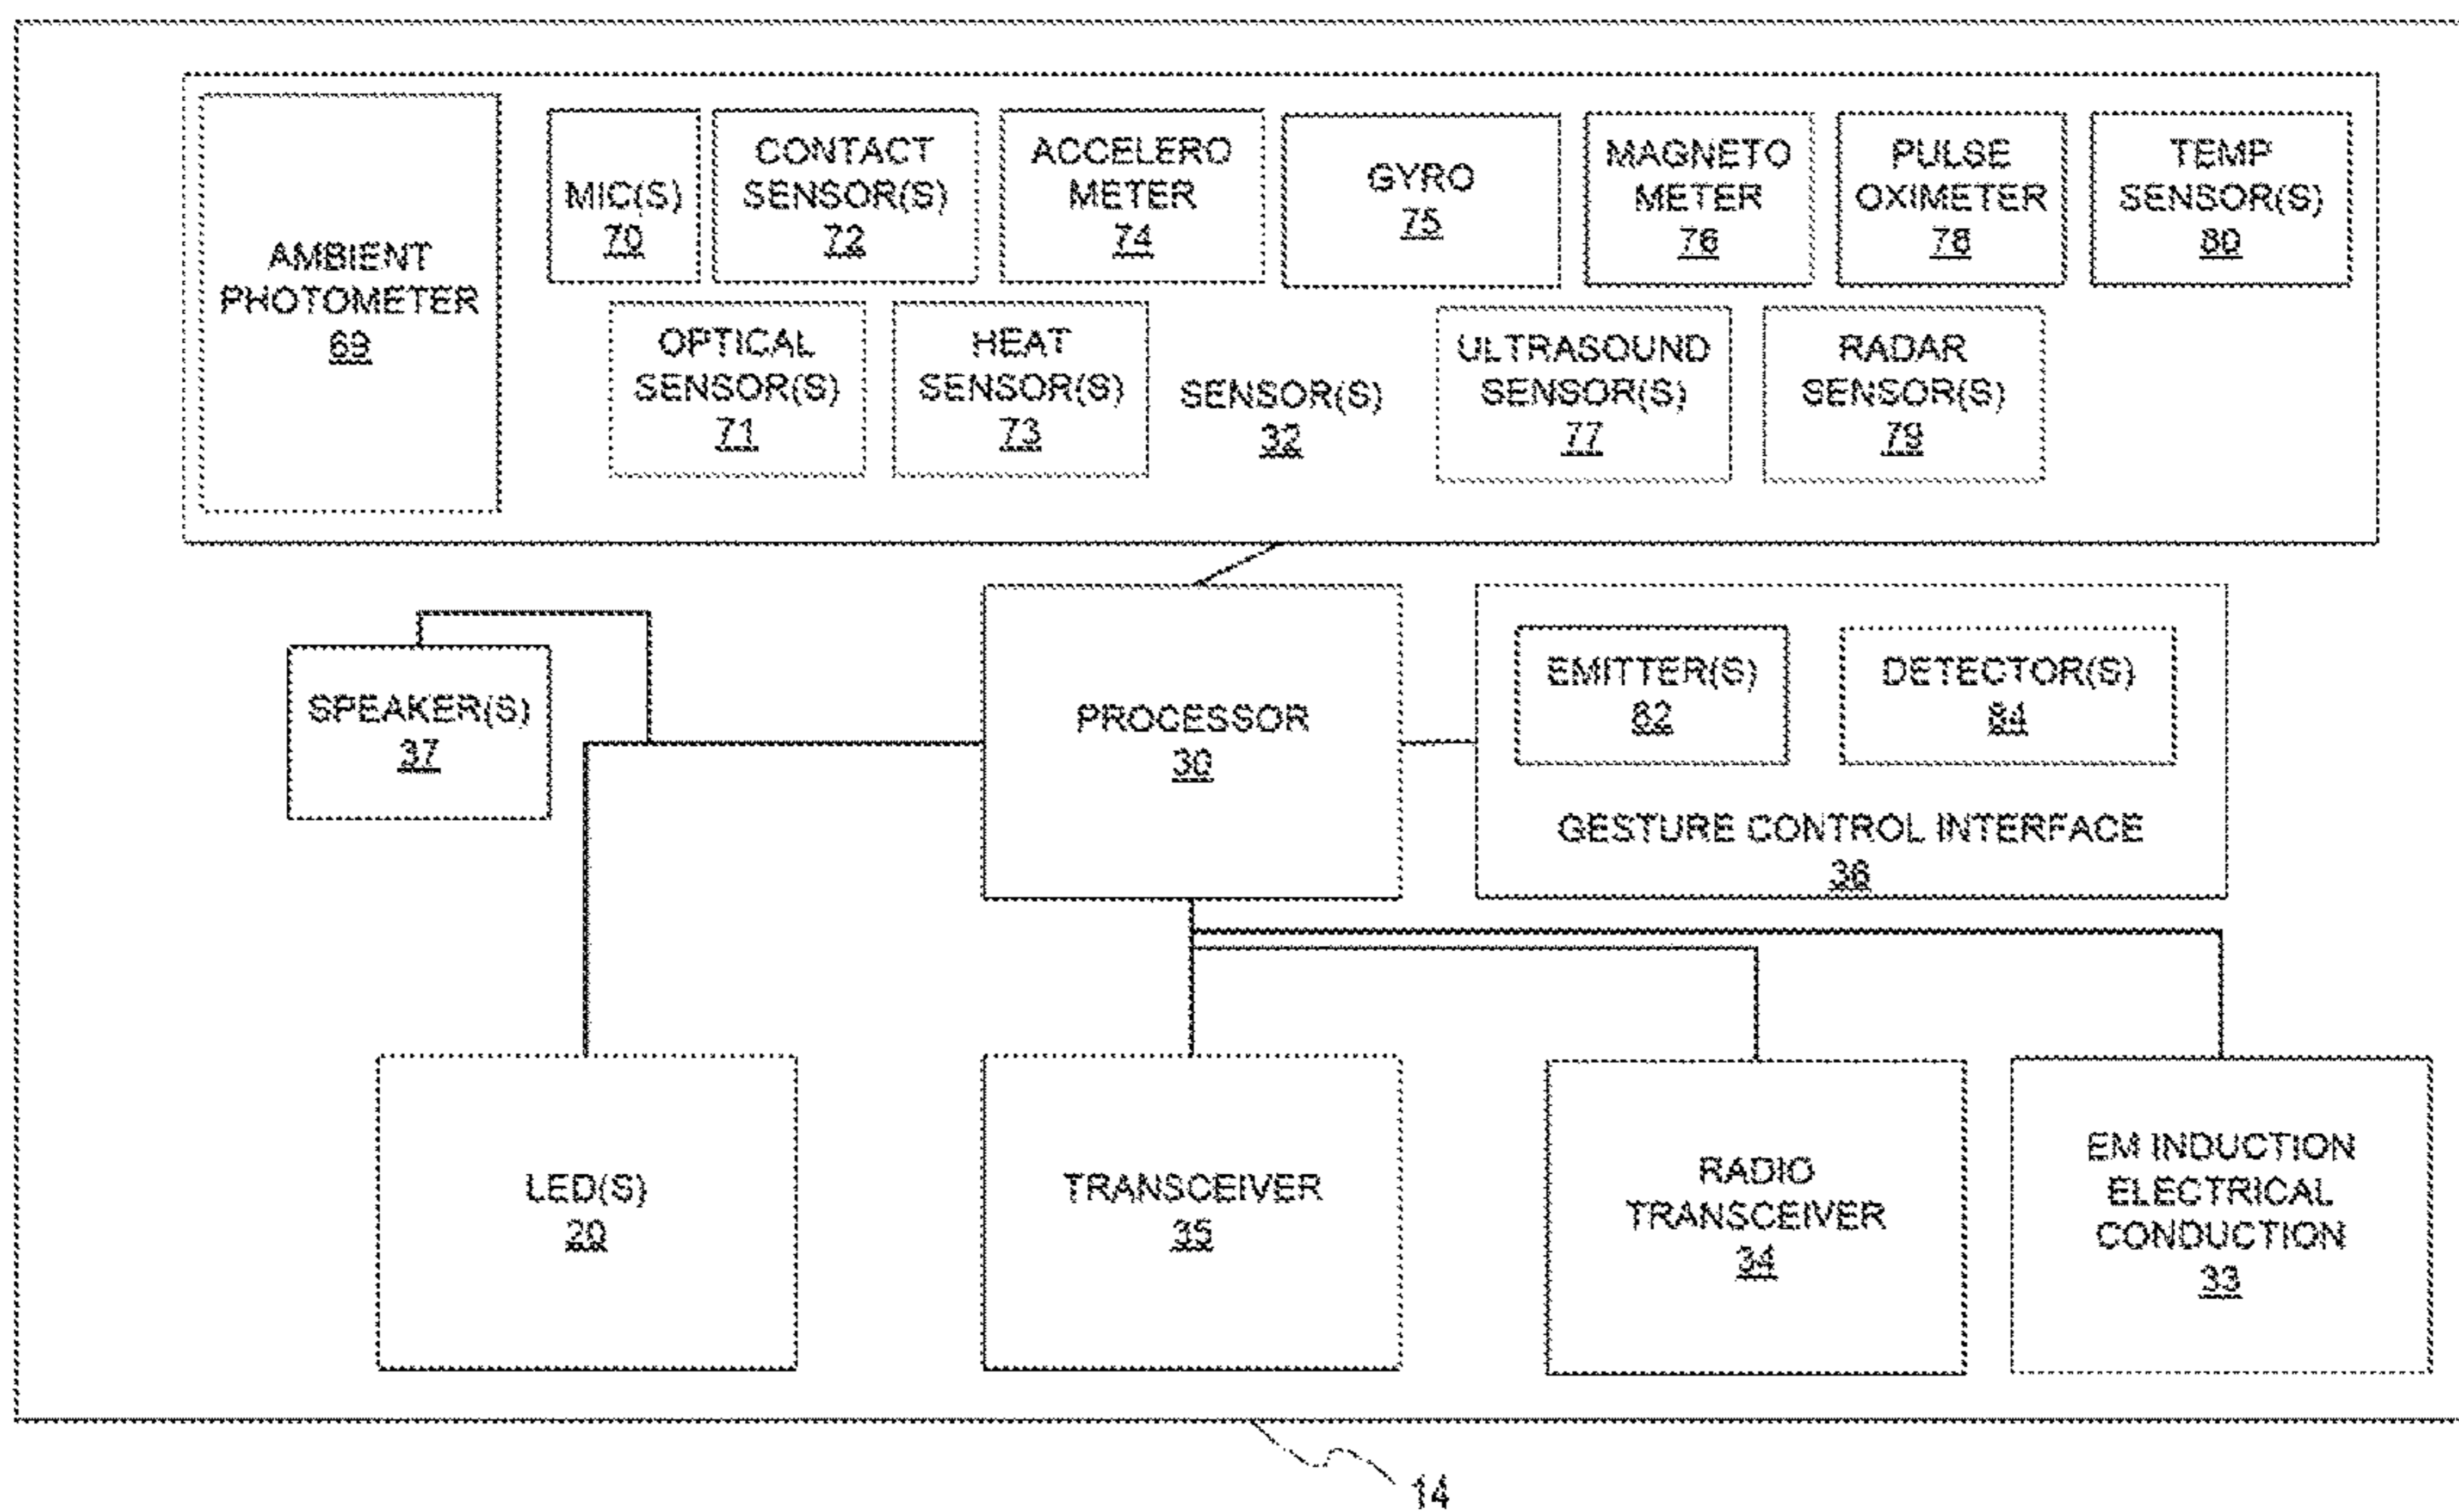 AMBIENT
PHOTOMETER
69
MIC(S)
70
CONTACT
SENSOR(S)
72
ACCELERO
METER
74
GYRO
75
MAGNETO
METER
76
PULSE
OXIMETER
78
TEMP
SENSOR(S)
80
OPTICAL
SENSOR(S)
71
HEAT
SENSOR(S)
73
SENSOR(S)
32
ULTRASOUND
SENSOR(S)
77
RADAR
SENSOR(S)
79
SPEAKER(S)
37
PROCESSOR
30
EMITTER(S)
82
DETECTOR(S)
84
GESTURE CONTROL INTERFACE
36
LED(S)
20
TRANSCEIVER
35
RADIO
TRANSCEIVER
34
EM INDUCTION
ELECTRICAL
CONDUCTION
33
14